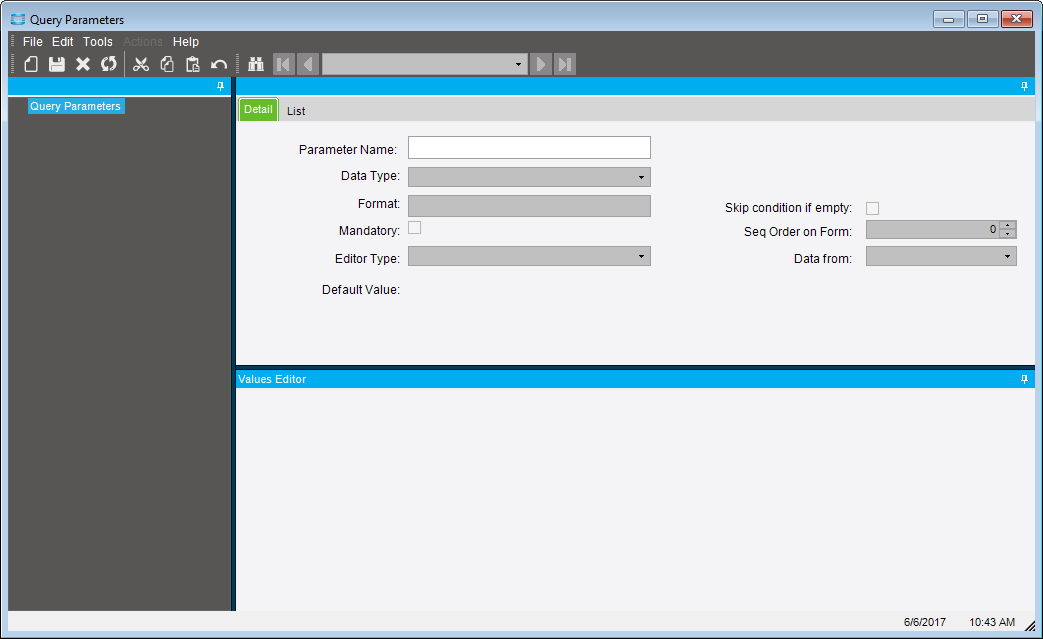 Query Parameters
File Edit Tools Actions Help
Query Parameters
Detail List
Parameter Name:
Data Type:
Format:
Skip condition if empty:
Mandatory:
Seq Order on Form: 0
Editor Type:
Data from:
Default Value:
Values Editor
6/6/2017 10:43 AM